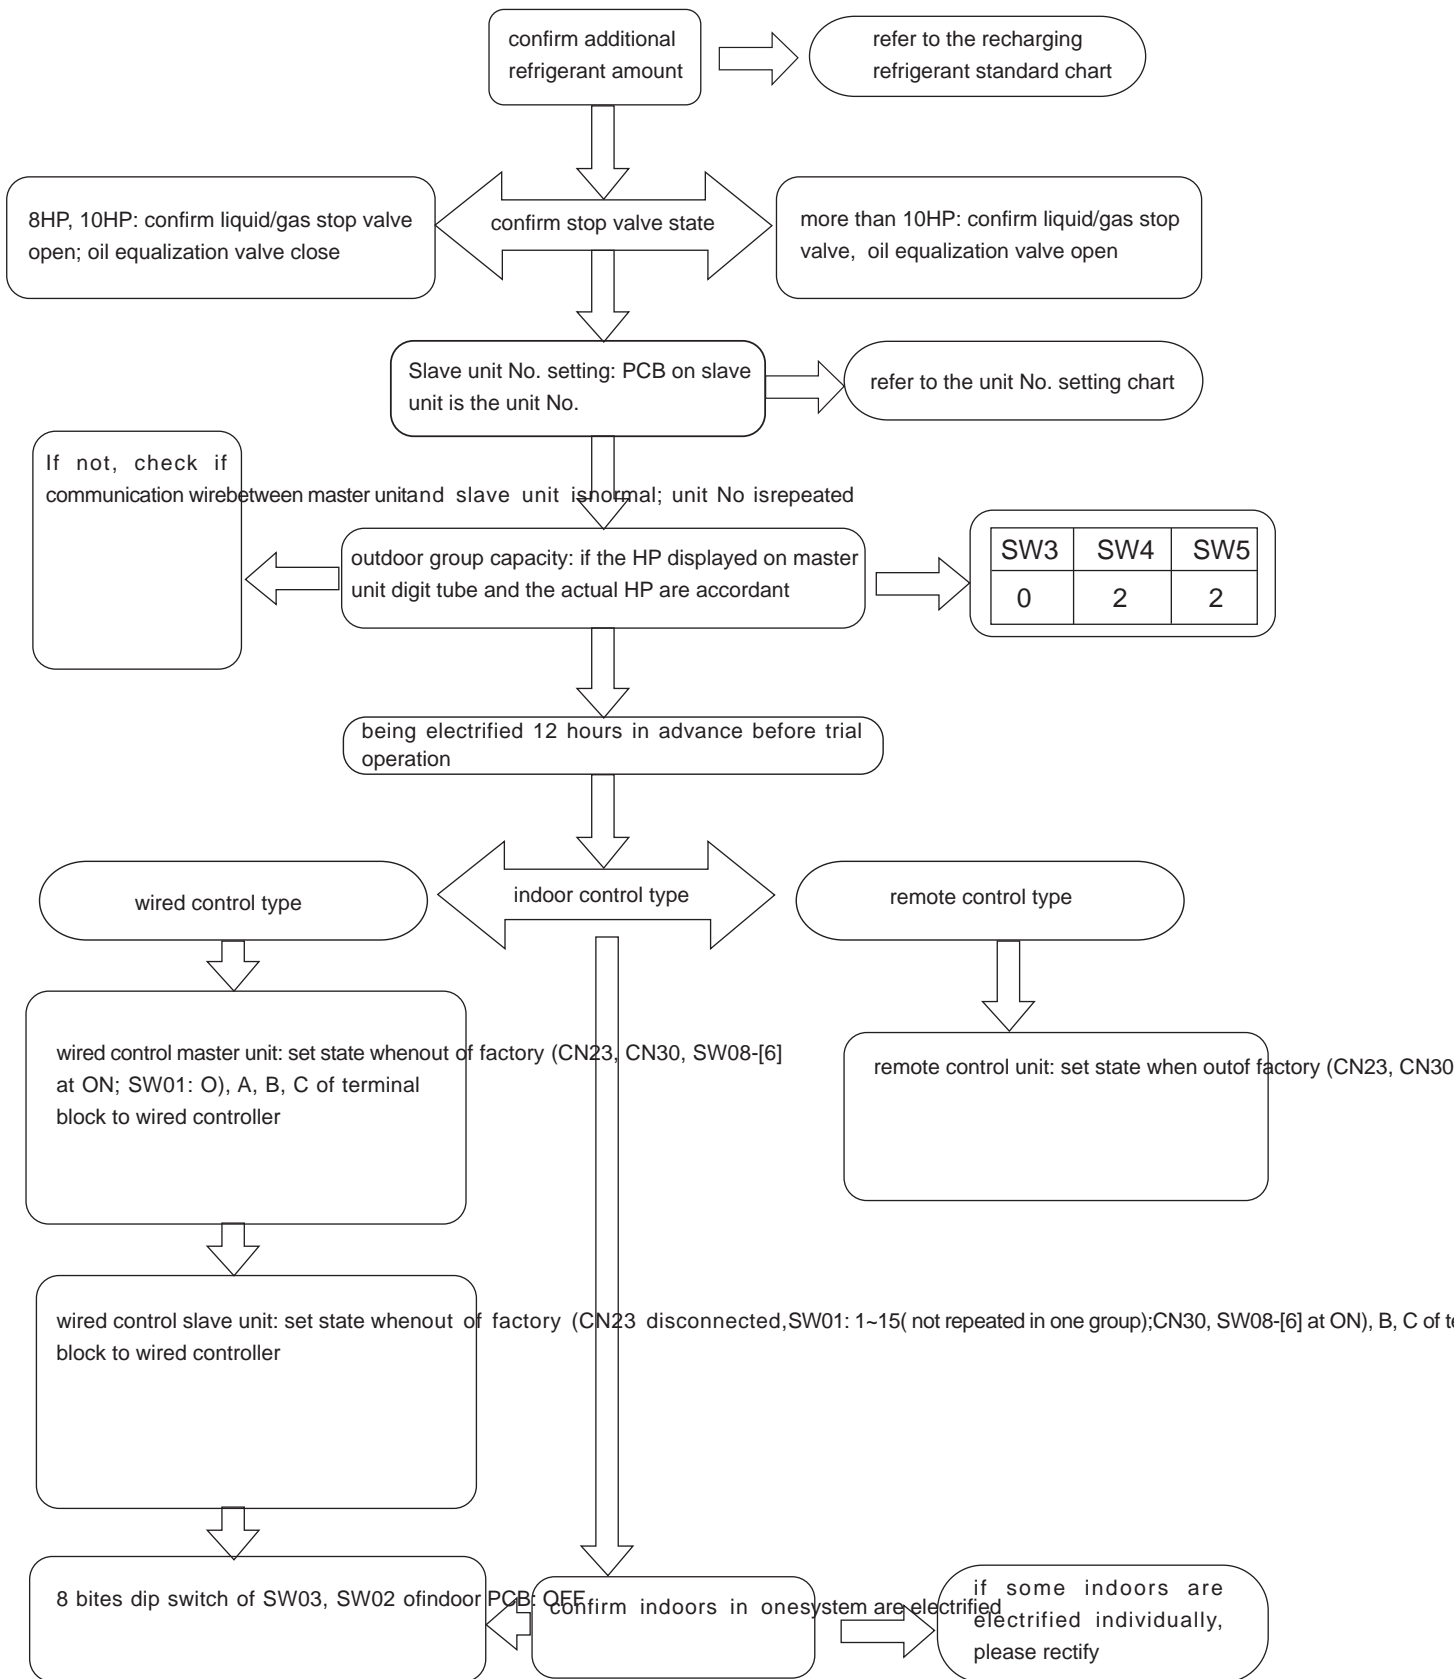 confirm additional
refrigerant amount
refer to the recharging
refrigerant standard chart
8HP, 10HP: confirm liquid/gas stop valve
open; oil equalization valve close
confirm stop valve state
more than 10HP: confirm liquid/gas stop
valve, oil equalization valve open
Slave unit No. setting: PCB on slave
unit is the unit No.
refer to the unit No. setting chart
If not, check if
communication wirebetween master unitand slave unit isnormal; unit No isrepeated
outdoor group capacity: if the HP displayed on master
unit digit tube and the actual HP are accordant
SW3 SW4 SW5
0 2 2
being electrified 12 hours in advance before trial
operation
wired control type
indoor control type
remote control type
wired control master unit: set state whenout of factory (CN23, CN30, SW08-[6]
at ON; SW01: O), A, B, C of terminal
block to wired controller
remote control unit: set state when outof factory (CN23, CN30
wired control slave unit: set state whenout of factory (CN23 disconnected,SW01: 1~15( not repeated in one group);CN30, SW08-[6] at ON), B, C of te
block to wired controller
8 bites dip switch of SW03, SW02 ofindoor PCB: OFF
confirm indoors in onesystem are electrified
if some indoors are
electrified individually,
please rectify